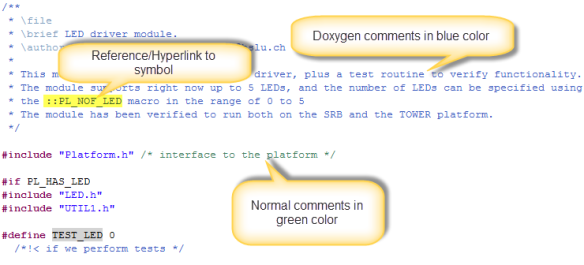 /**
* \file
* \brief LED driver module.
* \author
slu.ch
Doxygen comments in blue color
Reference/Hyperlink to
symbol
*
* This m driver, plus a test routine to verify functionality.
* The module supports right now up to 5 LEDs, and the number of LEDs can be specified using
* the ::PL_NOF_LED macro in the range of 0 to 5
* The module has been verified to run both on the SRB and the TOWER platform.
*/
#include "Platform.h" /* interface to the platform */
#if PL_HAS_LED
#include "LED.h"
#include "UTIL1.h"
Normal comments in
green color
#define TEST_LED 0
/*!< if we perform tests */